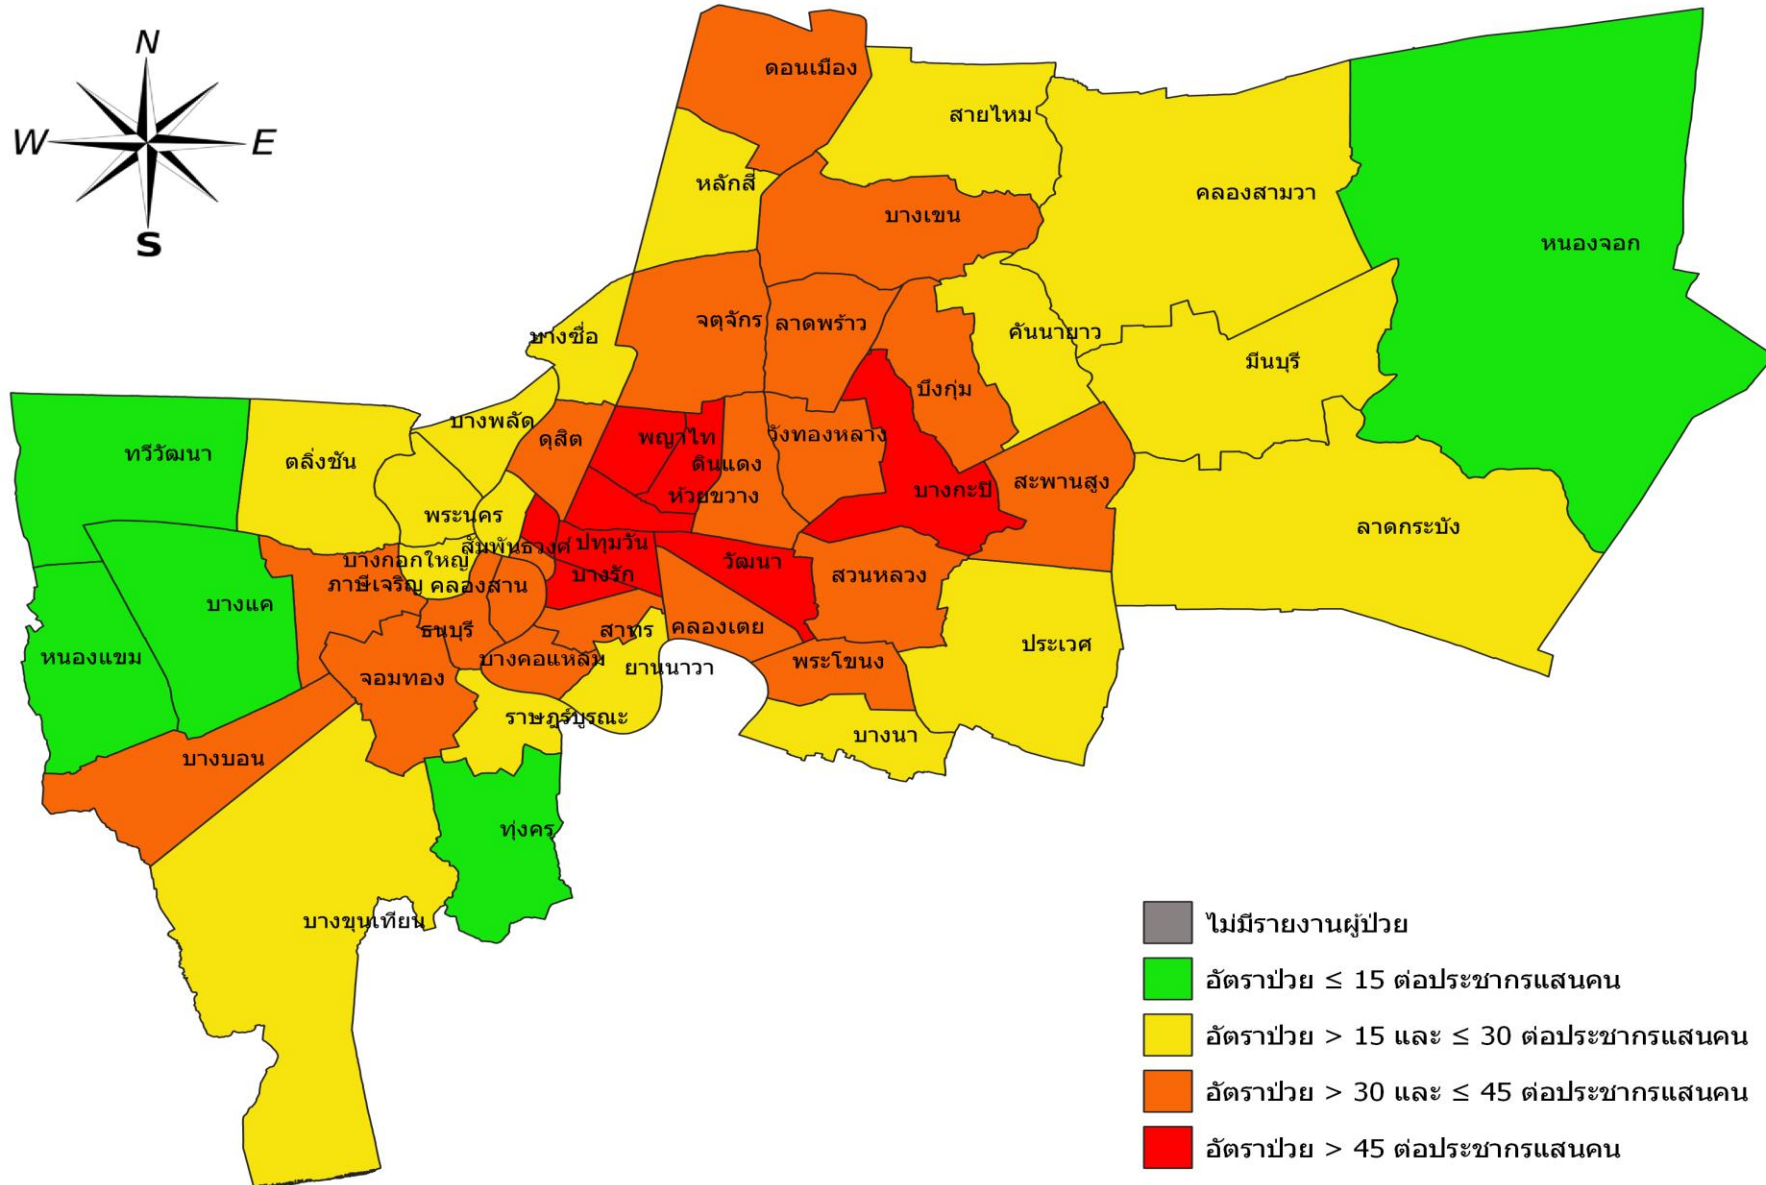 N
W E
S
ดอนเมือง
สายไหม
หลักสี่
คลองสามวา
บางเขน
หนองจอก
จตุจักร
ลาดพร้าว
บางซื่อ
คันนายาว
มีนบุรี
บึงกุ่ม
บางพลัด
ดุสิต
พญาไท
วังทองหลาง
ทวีวัฒนา
ตลิ่งชัน
ดินแดง
บางกะปิ
สะพานสูง
ห้วยขวาง
พระนคร
ลาดกระบัง
สัมพันธวงศ์
ปทุมวัน
บางกอกใหญ่
วัฒนา
บางรัก
สวนหลวง
ภาษีเจริญ
คลองสาน
บางแค
ธนบุรี
สาทร
คลองเตย
ประเวศ
หนองแขม
บางคอแหลม
พระโขนง
ยานนาวา
จอมทอง
ราษฎร์บูรณะ
บางนา
บางบอน
ทุ่งครุ
บางขุนเทียน
ไม่มีรายงานผู้ป่วย
อัตราป่วย ≤ 15 ต่อประชากรแสนคน
อัตราป่วย > 15 และ ≤ 30 ต่อประชากรแสนคน
อัตราป่วย > 30 และ ≤ 45 ต่อประชากรแสนคน
อัตราป่วย > 45 ต่อประชากรแสนคน